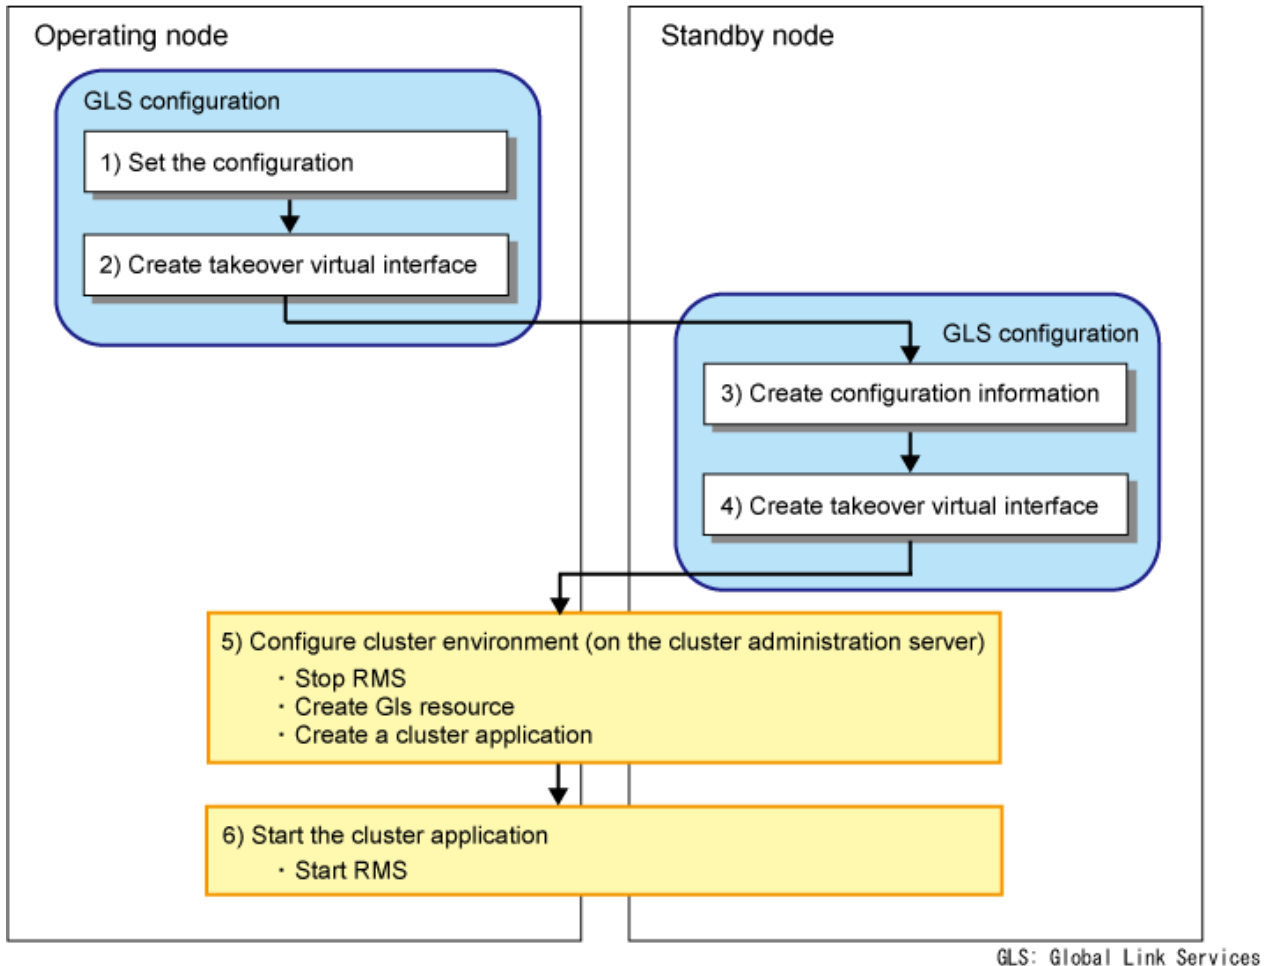 Operating node
Standby node
GLS configuration
1) Set the configuration
2) Create takeover virtual interface
GLS configuration
3) Create configuration information
4) Create takeover virtual interface
5) Configure cluster environment (on the cluster administration server)
・Stop RMS
・Create Gls resource
・Create a cluster application
6) Start the cluster application
・Start RMS
GLS: Global Link Services